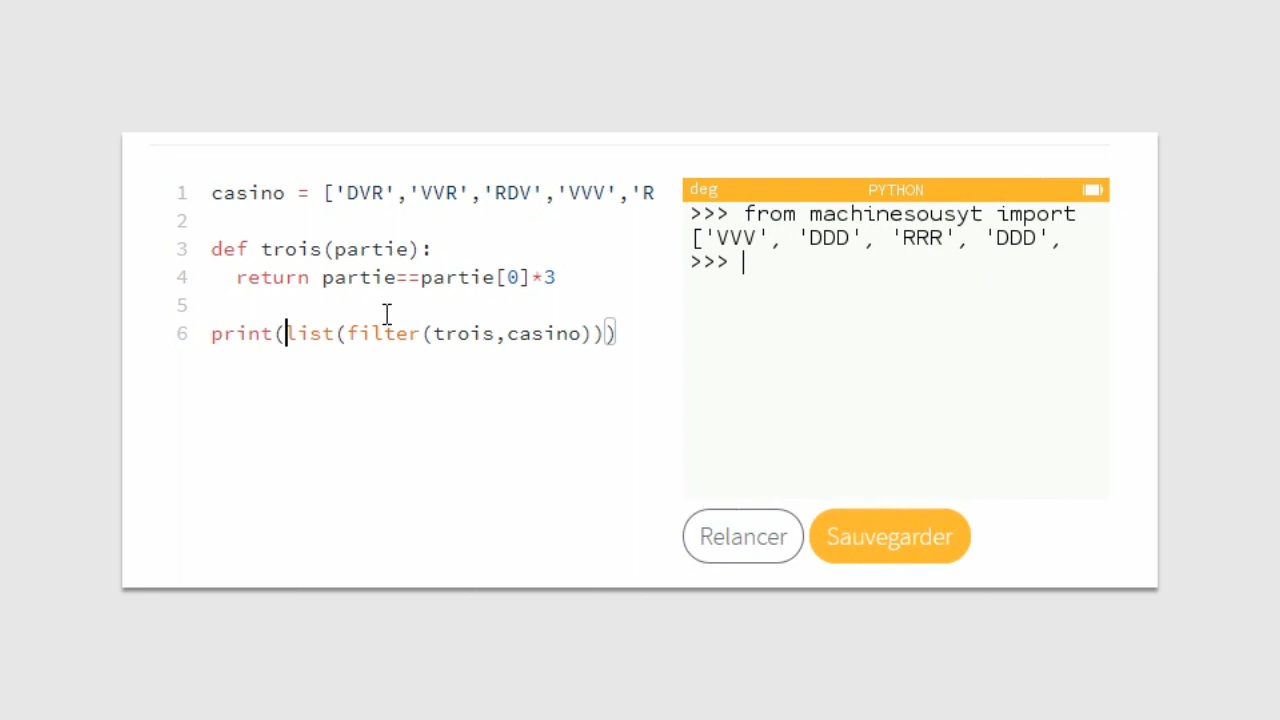 1 casino = ['DVR','VVR','RDV','VVV','R
2
3 def trois(partie):
4 return partie==partie[0]*3
5
6 print(list(filter(trois,casino)))
deg PYTHON
>>> from machinesousyt import
['VVV', 'DDD', 'RRR', 'DDD',
>>>
Relancer Sauvegarder